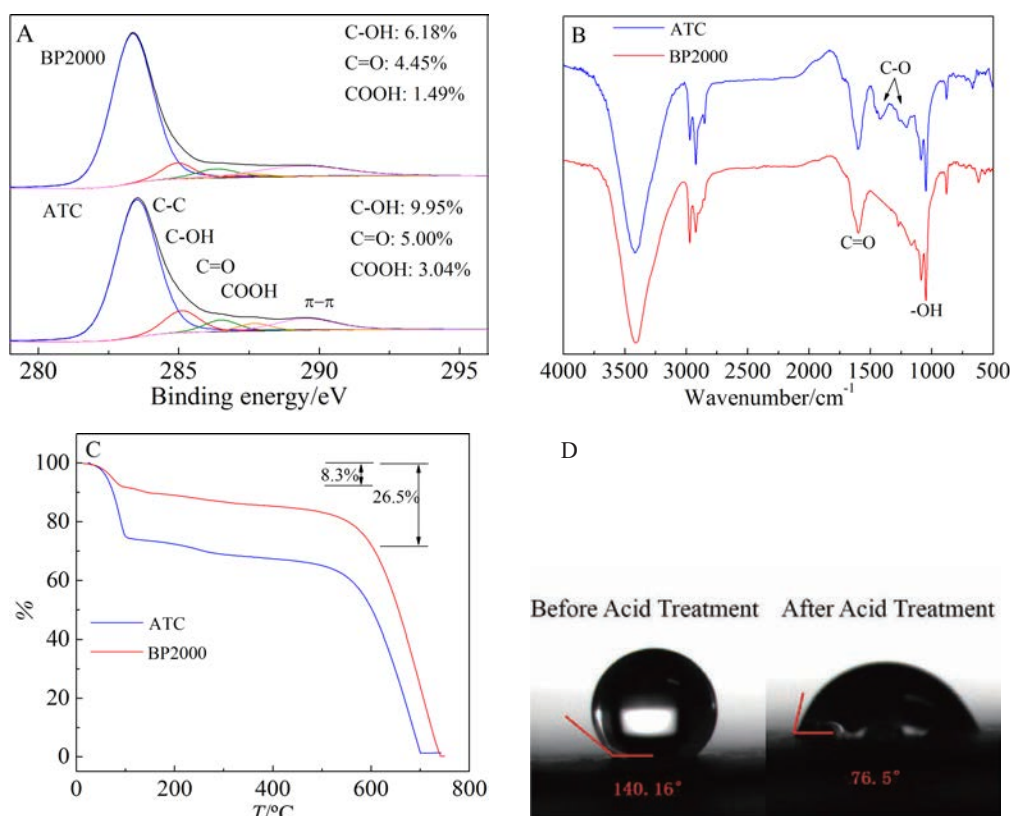 A
BP2000
C-OH: 6.18%
C=O: 4.45%
COOH: 1.49%
ATC
C-C
C-OH
C=O
COOH
π−π
C-OH: 9.95%
C=O: 5.00%
COOH: 3.04%
280 285 290 295
Binding energy/eV
B
ATC
BP2000
C-O
C=O
-OH
4000 3500 3000 2500 2000 1500 1000 500
Wavenumber/cm⁻¹
C
100
80
60
40
20
0
%
8.3%
26.5%
ATC
BP2000
0 200 400 600 800
T/ºC
D
Before Acid Treatment
After Acid Treatment
140.16°
76.5°